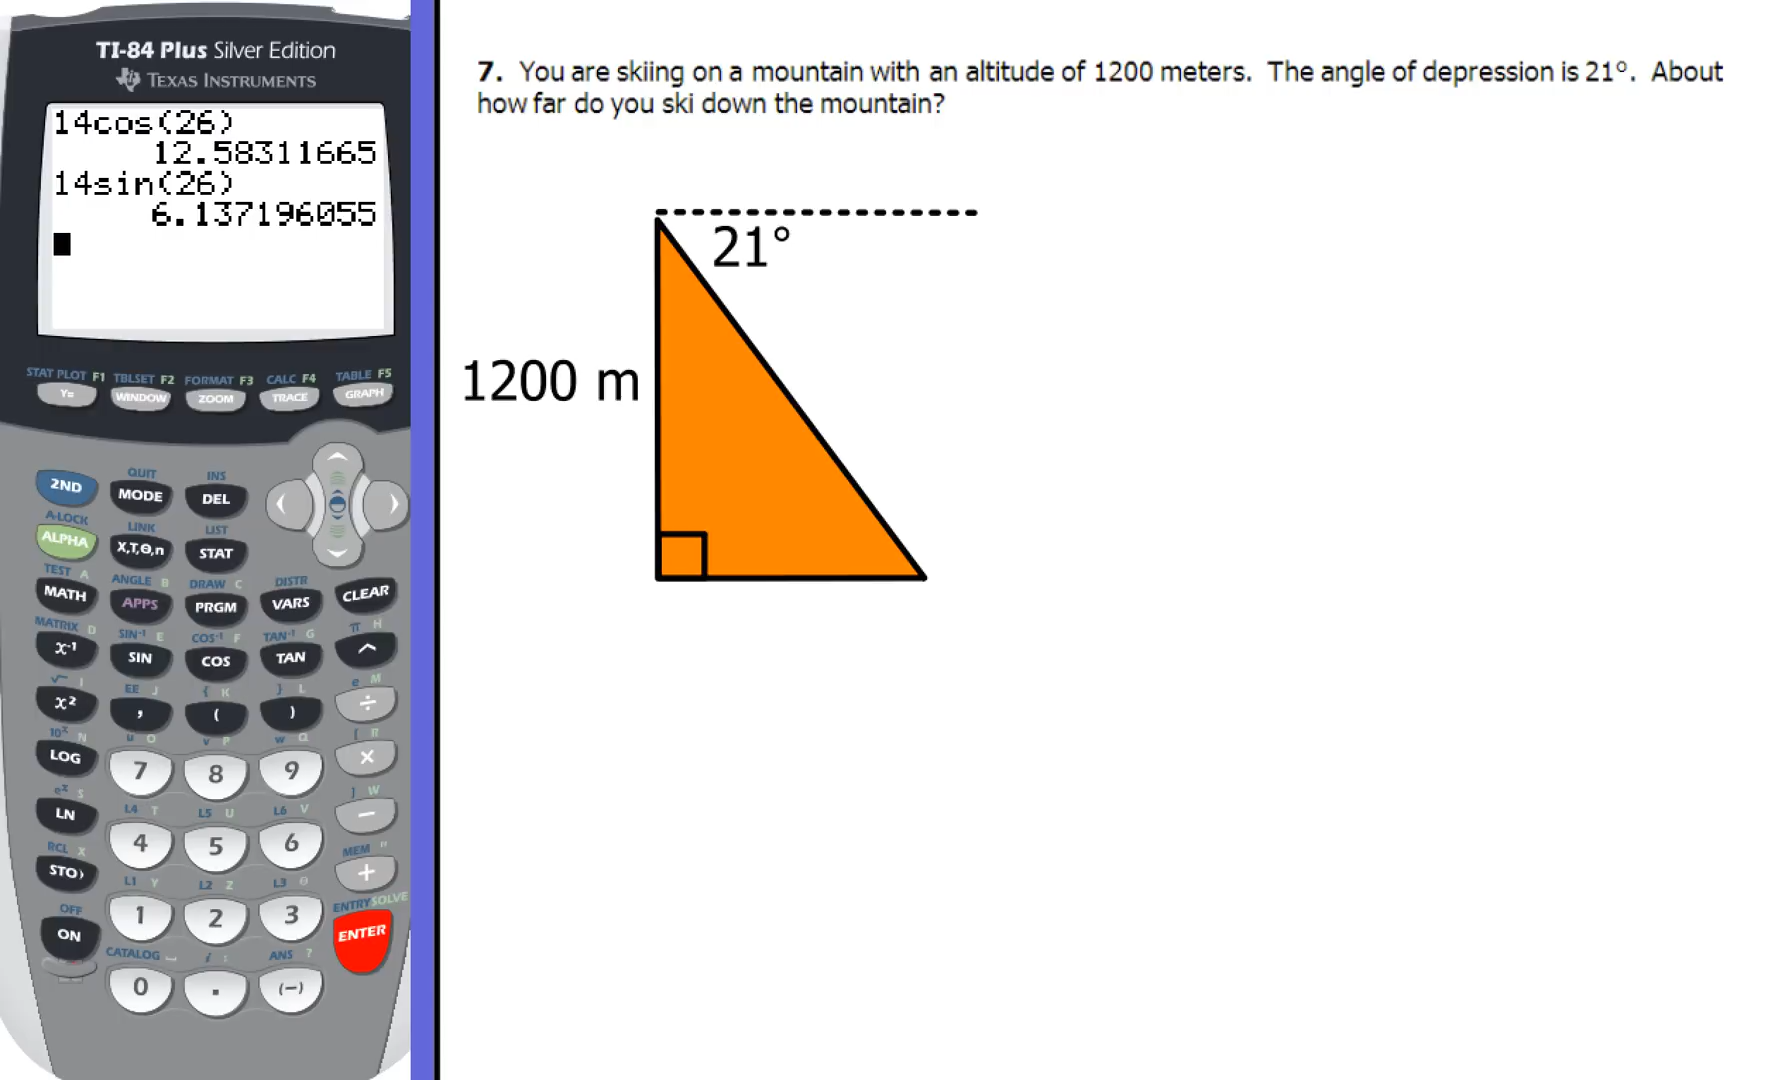 TI-84 Plus Silver Edition
TEXAS INSTRUMENTS
14cos(26)
12.58311665
14sin(26)
6.137196055
STAT PLOT F1 TBLSET F2 FORMAT F3 CALC F4 TABLE F5
Y= WINDOW ZOOM TRACE GRAPH
QUIT INS
2ND MODE DEL
A-LOCK LINK LIST
ALPHA X,T,Θ,n STAT
TEST A ANGLE B DRAW C DISTR
MATH APPS PRGM VARS CLEAR
MATRIX D SIN⁻¹ E COS⁻¹ F TAN⁻¹ G π H
x⁻¹ SIN COS TAN ^
√ I EE J { K } L e M
x² , ( ) ÷
10ˣ N u O v P w Q [ R
LOG 7 8 9 ×
eˣ S L4 T L5 U L6 V ] W
LN 4 5 6 −
RCL X L1 Y L2 Z L3 θ MEM "
STO› 1 2 3 +
OFF ENTRY SOLVE
ON ENTER
CATALOG i : ANS ?
0 . (−)
7. You are skiing on a mountain with an altitude of 1200 meters. The angle of depression is 21°. About
how far do you ski down the mountain?
21°
1200 m